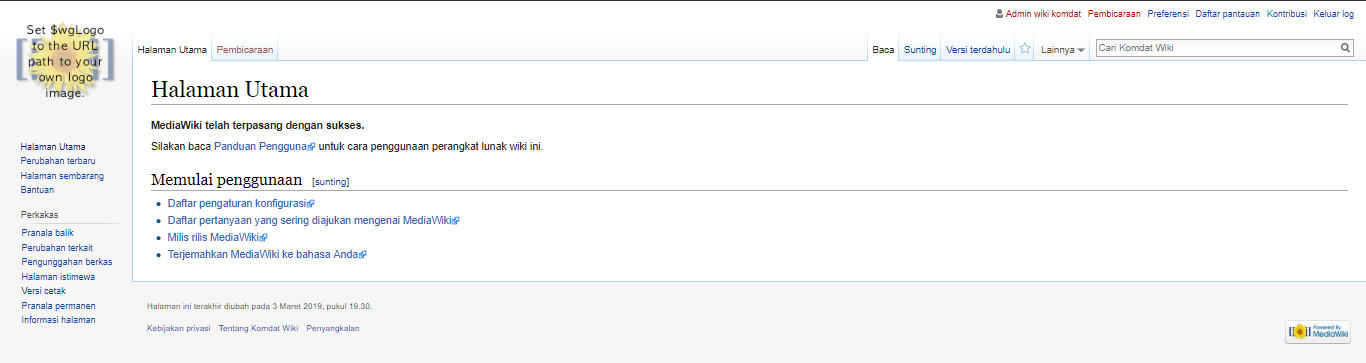 Admin wiki komdat Pembicaraan Preferensi Daftar pantauan Kontribusi Keluar log
Set $wgLogo
to the URL
path to your
own logo
image.
Halaman Utama Pembicaraan Baca Sunting Versi terdahulu Lainnya Cari Komdat Wiki
Halaman Utama
MediaWiki telah terpasang dengan sukses.
Silakan baca Panduan Pengguna untuk cara penggunaan perangkat lunak wiki ini.
Memulai penggunaan [sunting]
Daftar pengaturan konfigurasi
Daftar pertanyaan yang sering diajukan mengenai MediaWiki
Milis rilis MediaWiki
Terjemahkan MediaWiki ke bahasa Anda
Halaman Utama
Perubahan terbaru
Halaman sembarang
Bantuan
Perkakas
Pranala balik
Perubahan terkait
Pengunggahan berkas
Halaman istimewa
Versi cetak
Pranala permanen
Informasi halaman
Halaman ini terakhir diubah pada 3 Maret 2019, pukul 19.30.
Kebijakan privasi Tentang Komdat Wiki Penyangkalan
Powered By
MediaWiki